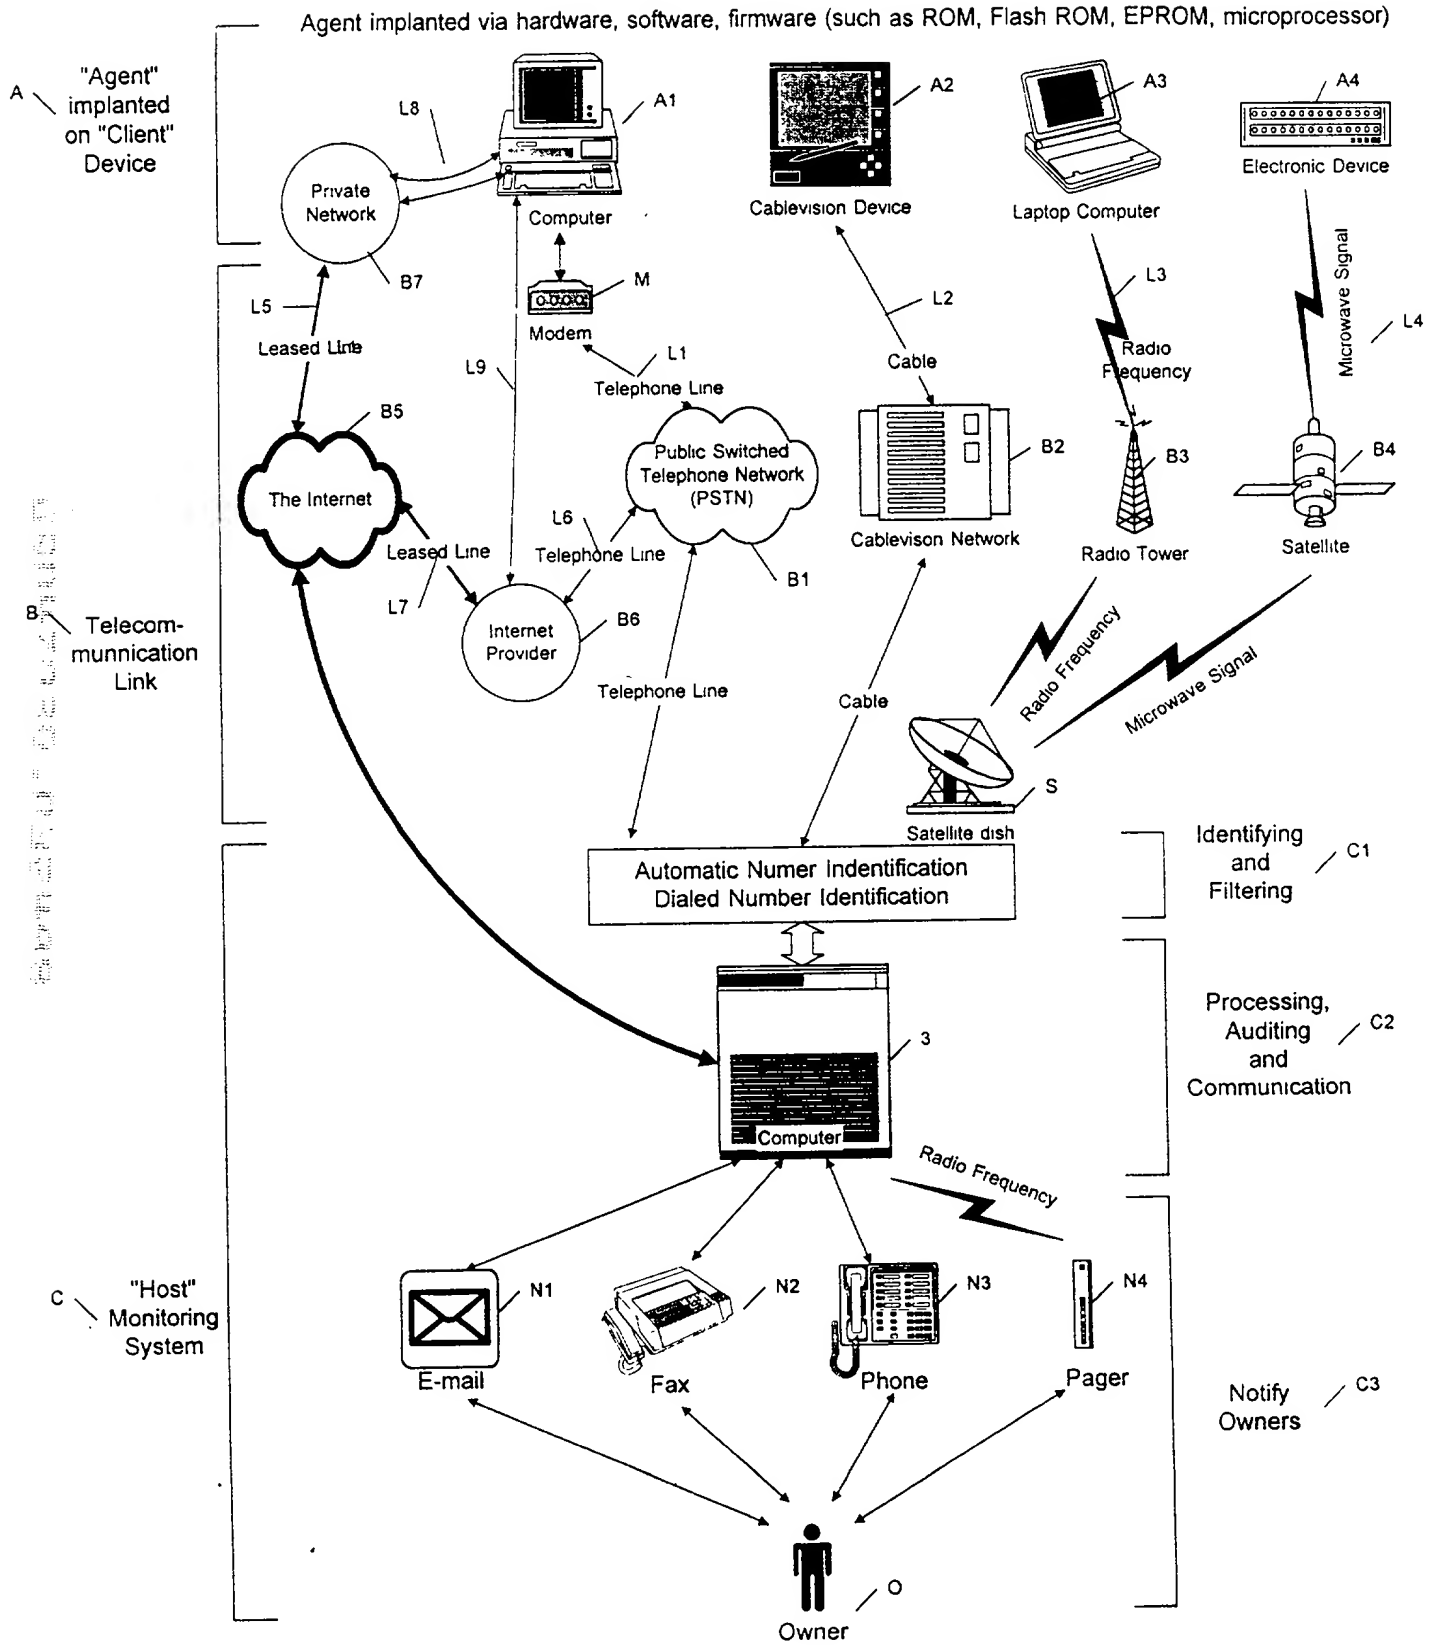 Agent implanted via hardware, software, firmware (such as ROM, Flash ROM, EPROM, microprocessor)
A
"Agent"
implanted
on "Client"
Device
L8
A1
A2
A3
A4
Private
Network
Computer
Cablevision Device
Laptop Computer
Electronic Device
B7
M
Modem
L5
Leased Line
L9
L1
Telephone Line
L2
Cable
L3
Radio
Frequency
Microwave Signal
L4
B5
The Internet
Public Switched
Telephone Network
(PSTN)
B2
B3
B4
Cablevison Network
Radio Tower
Satellite
L6
Telephone Line
Leased Line
L7
B1
B
Telecom-
munnication
Link
Internet
Provider
B6
Telephone Line
Cable
Radio Frequency
Microwave Signal
S
Satellite dish
Automatic Numer Indentification
Dialed Number Identification
Identifying
and
Filtering
C1
3
Computer
Processing,
Auditing
and
Communication
C2
Radio Frequency
C
"Host"
Monitoring
System
N1
E-mail
N2
Fax
N3
Phone
N4
Pager
Notify
Owners
C3
O
Owner